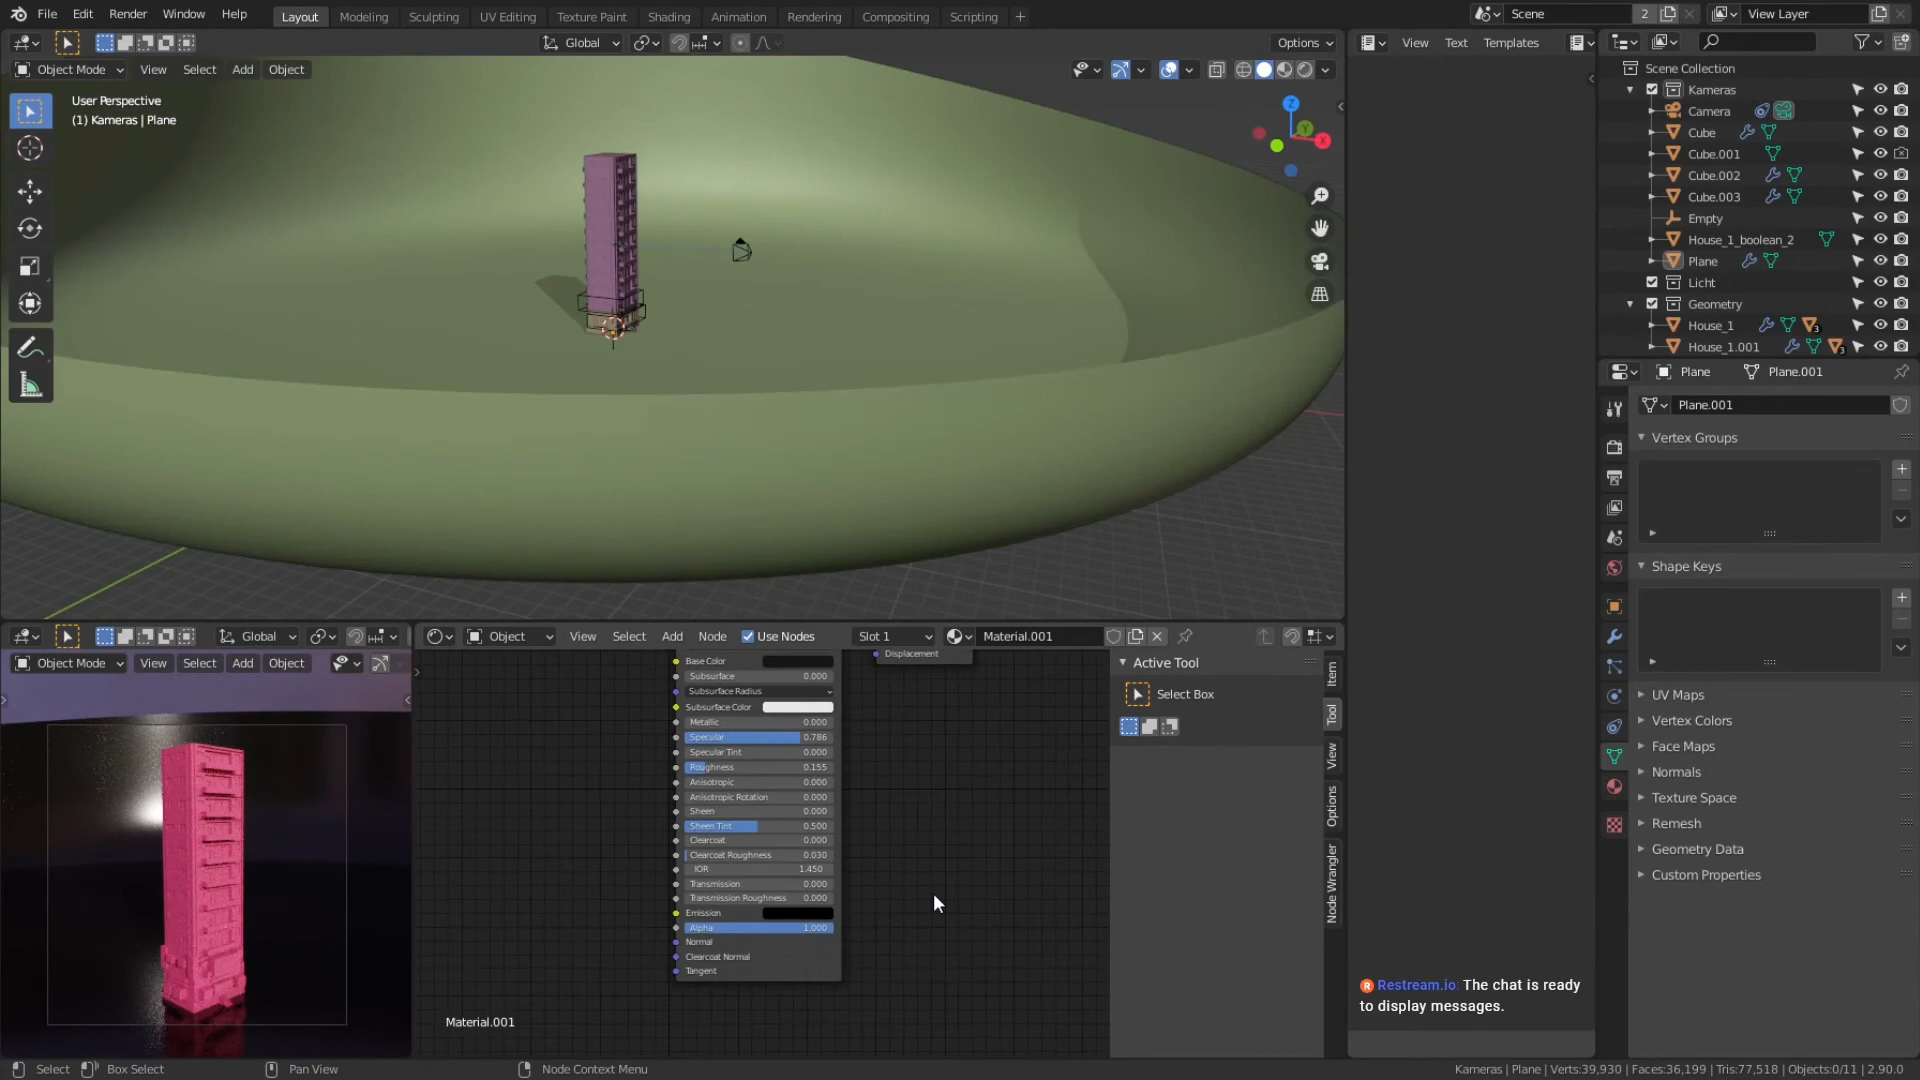 File Edit Render Window Help Layout Modeling Sculpting UV Editing Texture Paint Shading Animation Rendering Compositing Scripting + Scene 2 View Layer
Global Options View Text Templates
Object Mode View Select Add Object
User Perspective
(1) Kameras | Plane
Z
Y
X
Scene Collection
Kameras
Camera
Cube
Cube.001
Cube.002
Cube.003
Empty
House_1_boolean_2
Plane
Licht
Geometry
House_1 3
House_1.001 3
Plane Plane.001
Plane.001
Vertex Groups
Shape Keys
UV Maps
Vertex Colors
Face Maps
Normals
Texture Space
Remesh
Geometry Data
Custom Properties
Global Object View Select Add Node Use Nodes Slot 1 Material.001
Object Mode View Select Add Object
Displacement
Base Color
Subsurface 0.000
Subsurface Radius
Subsurface Color
Metallic 0.000
Specular 0.786
Specular Tint 0.000
Roughness 0.155
Anisotropic 0.000
Anisotropic Rotation 0.000
Sheen 0.000
Sheen Tint 0.500
Clearcoat 0.000
Clearcoat Roughness 0.030
IOR 1.450
Transmission 0.000
Transmission Roughness 0.000
Emission
Alpha 1.000
Normal
Clearcoat Normal
Tangent
Material.001
Active Tool
Select Box
Item
Tool
View
Options
Node Wrangler
Restream.io: The chat is ready
to display messages.
Select Box Select Pan View Node Context Menu Kameras | Plane | Verts:39,930 | Faces:36,199 | Tris:77,518 | Objects:0/11 | 2.90.0